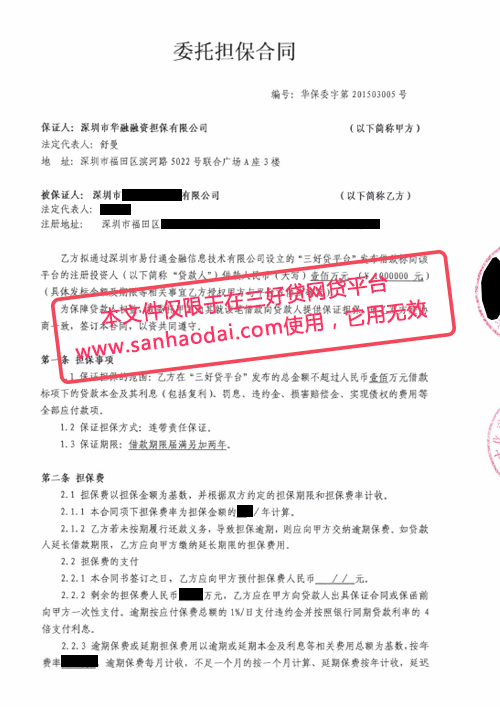 委托担保合同
编号：华保委字第 201503005 号
保证人：深圳市华融融资担保有限公司 （以下简称甲方）
法定代表人：舒曼
地 址：深圳市福田区滨河路 5022 号联合广场 A 座 3 楼
被保证人：深圳市 有限公司 （以下简称乙方）
法定代表人：
注册地址： 深圳市福田区
乙方拟通过深圳市易付通金融信息技术有限公司设立的“三好贷平台”发布借款标向该
平台的注册投资人（以下简称“贷款人”）借款人民币（大写）壹佰万元（¥ 1000000 元）
（具体发标金额及期限等相关事宜乙方授权甲方与平台
为保障贷款人权 就该笔借款向贷款人提供保证担保
商一致，签订本合同，以资共同遵守。
本文件仅限于在三好贷网贷平台
www.sanhaodai.com使用，它用无效
第一条 担保事项
1.1 保证担保的范围：乙方在“三好贷平台”发布的总金额不超过人民币壹佰万元借款
标项下的贷款本金及其利息（包括复利）、罚息、违约金、损害赔偿金、实现债权的费用等
全部应付款项。
1.2 保证担保方式：连带责任保证。
1.3 保证期限：借款期限届满另加两年。
第二条 担保费
2.1 担保费以担保金额为基数，并根据双方约定的担保期限和担保费率计收。
2.1.1 本合同项下担保费率为担保金额的 /年计算。
2.1.2 乙方若未按期履行还款义务，导致担保逾期，则应向甲方交纳逾期保费。如贷款
人延长借款期限，乙方应向甲方缴纳延长期限的担保费用。
2.2 担保费的支付
2.2.1 本合同书签订之日，乙方应向甲方预付担保费人民币 // 元。
2.2.2 剩余的担保费人民币 万元，乙方应在甲方向贷款人出具保证合同或保函前
向甲方一次性支付。逾期按应付保费总额的 1%/日支付违约金并按照银行同期贷款利率的 4
倍支付利息。
2.2.3 逾期保费或延期担保费用以逾期或延期本金及利息等相关费用总额为基数，按年
费率 ，逾期保费每月计收，不足一个月的按一个月计算、延期保费按年计收，延迟